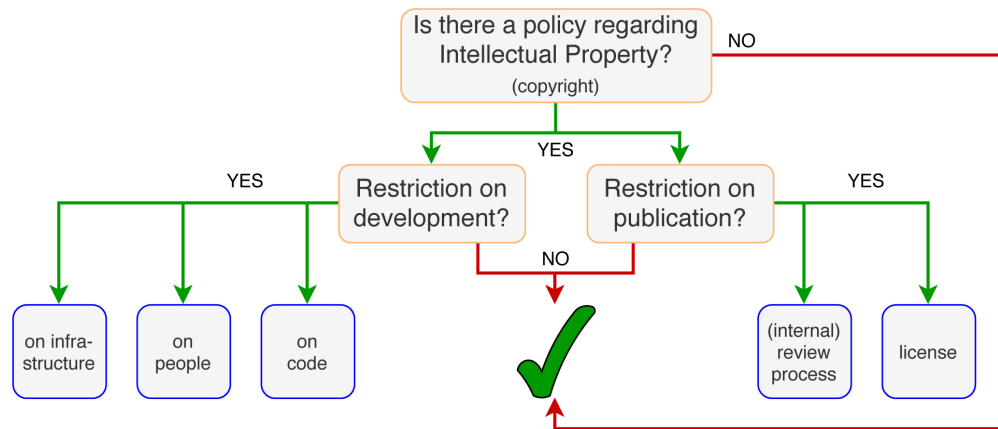 Is there a policy regarding
Intellectual Property?
(copyright)
NO
YES
YES
Restriction on
development?
Restriction on
publication?
YES
NO
on infra-
structure
on
people
on
code
(internal)
review
process
license